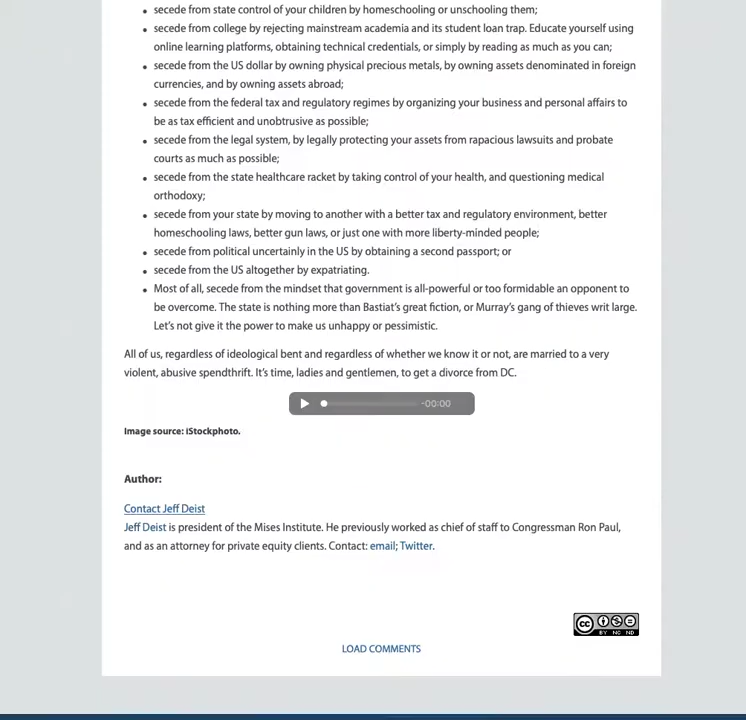 • secede from state control of your children by homeschooling or unschooling them;
• secede from college by rejecting mainstream academia and its student loan trap. Educate yourself using
online learning platforms, obtaining technical credentials, or simply by reading as much as you can;
• secede from the US dollar by owning physical precious metals, by owning assets denominated in foreign
currencies, and by owning assets abroad;
• secede from the federal tax and regulatory regimes by organizing your business and personal affairs to
be as tax efficient and unobtrusive as possible;
• secede from the legal system, by legally protecting your assets from rapacious lawsuits and probate
courts as much as possible;
• secede from the state healthcare racket by taking control of your health, and questioning medical
orthodoxy;
• secede from your state by moving to another with a better tax and regulatory environment, better
homeschooling laws, better gun laws, or just one with more liberty-minded people;
• secede from political uncertainly in the US by obtaining a second passport; or
• secede from the US altogether by expatriating.
• Most of all, secede from the mindset that government is all-powerful or too formidable an opponent to
be overcome. The state is nothing more than Bastiat's great fiction, or Murray's gang of thieves writ large.
Let's not give it the power to make us unhappy or pessimistic.
All of us, regardless of ideological bent and regardless of whether we know it or not, are married to a very
violent, abusive spendthrift. It's time, ladies and gentlemen, to get a divorce from DC.
-00:00
Image source: iStockphoto.
Author:
Contact Jeff Deist
Jeff Deist is president of the Mises Institute. He previously worked as chief of staff to Congressman Ron Paul,
and as an attorney for private equity clients. Contact: email; Twitter.
cc BY NC ND
LOAD COMMENTS